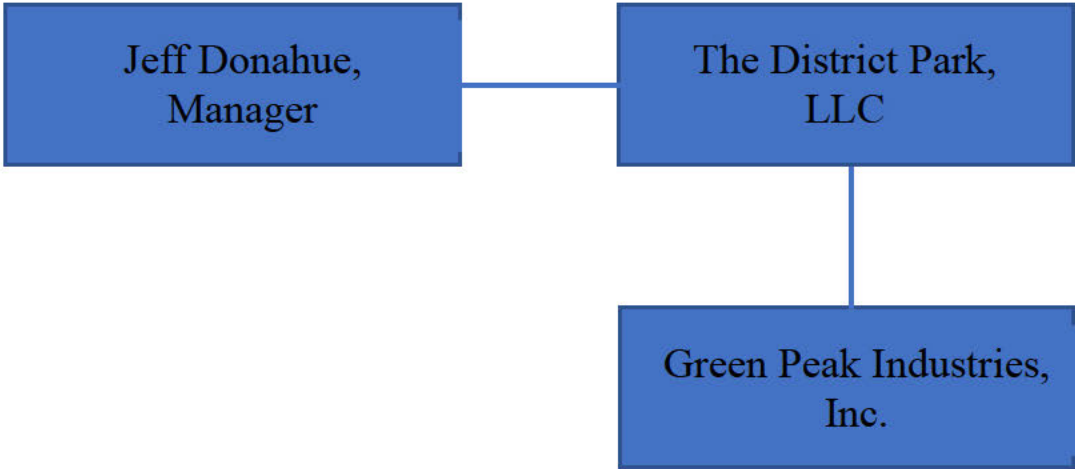 Jeff Donahue,
Manager
The District Park,
LLC
Green Peak Industries,
Inc.